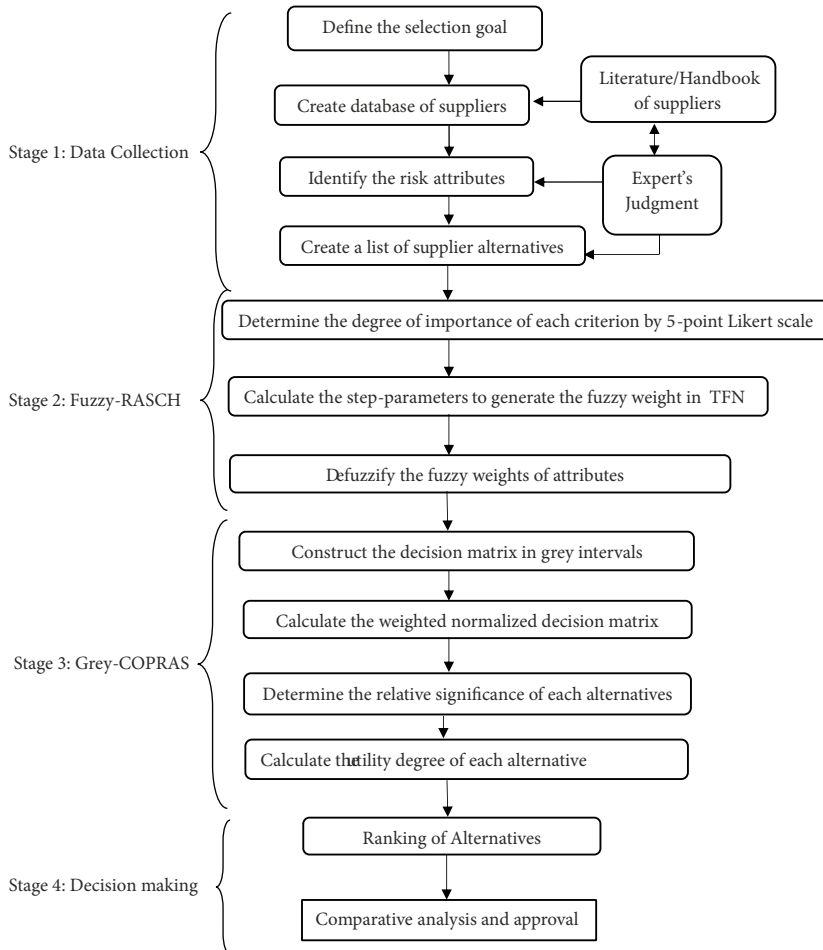 Define the selection goal
Literature/Handbook
of suppliers
Create database of suppliers
Stage 1: Data Collection
Identify the risk attributes
Expert's
Judgment
Create a list of supplier alternatives
Determine the degree of importance of each criterion by 5-point Likert scale
Stage 2: Fuzzy-RASCH
Calculate the step-parameters to generate the fuzzy weight in TFN
Defuzzify the fuzzy weights of attributes
Construct the decision matrix in grey intervals
Calculate the weighted normalized decision matrix
Stage 3: Grey-COPRAS
Determine the relative significance of each alternatives
Calculate the utility degree of each alternative
Ranking of Alternatives
Stage 4: Decision making
Comparative analysis and approval